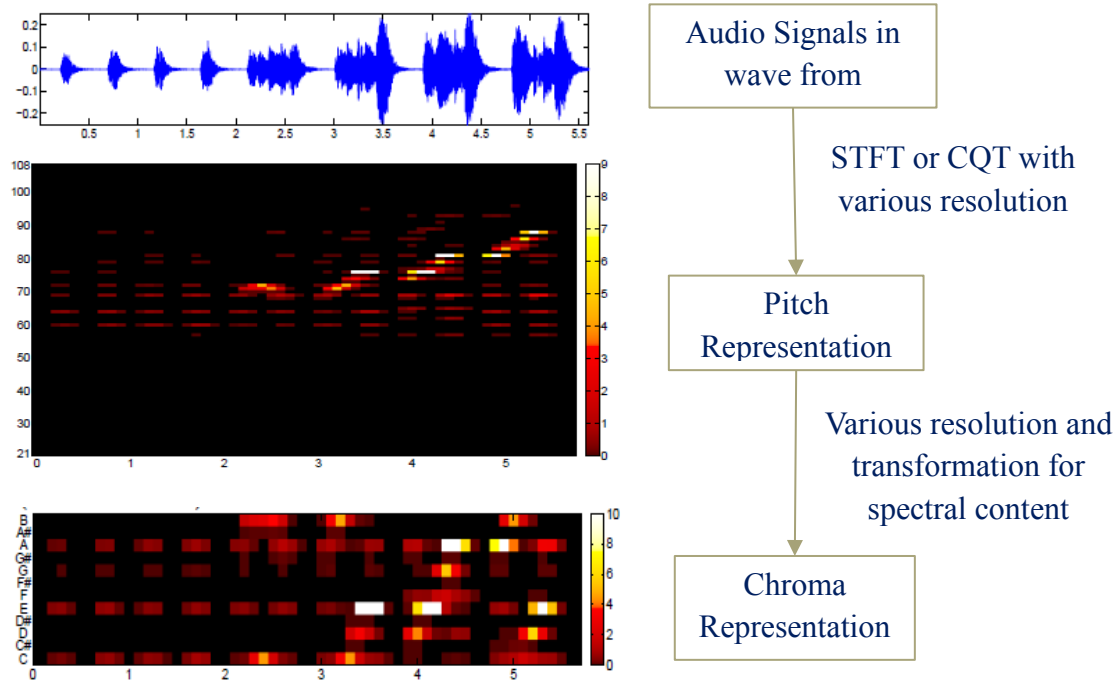 0.2
0.1
0
-0.1
-0.2
0.5 1 1.5 2 2.5 3 3.5 4 4.5 5 5.5
Audio Signals in
wave from
STFT or CQT with
various resolution
108
100
90
80
70
60
50
40
30
21
0 1 2 3 4 5
9
8
7
6
5
4
3
2
1
0
Pitch
Representation
Various resolution and
transformation for
spectral content
B
A#
A
G#
G
F#
F
E
D#
D
C#
C
0 1 2 3 4 5
10
8
6
4
2
0
Chroma
Representation